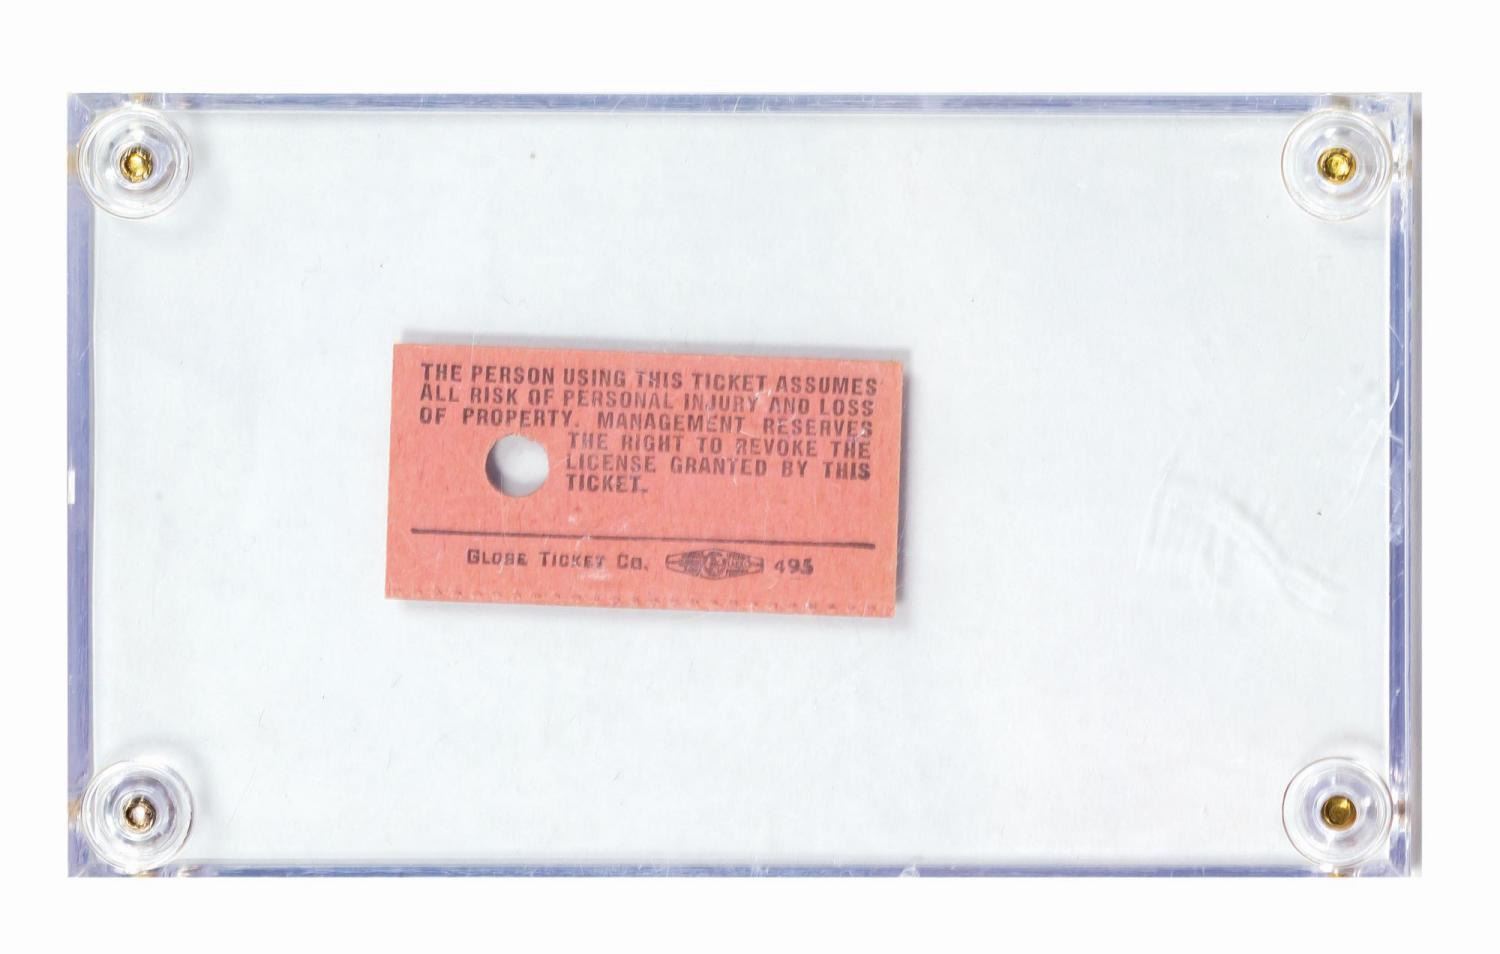 THE PERSON USING THIS TICKET ASSUMES
ALL RISK OF PERSONAL INJURY AND LOSS
OF PROPERTY. MANAGEMENT RESERVES
THE RIGHT TO REVOKE THE
LICENSE GRANTED BY THIS
TICKET.
GLOBE TICKET CO. 495